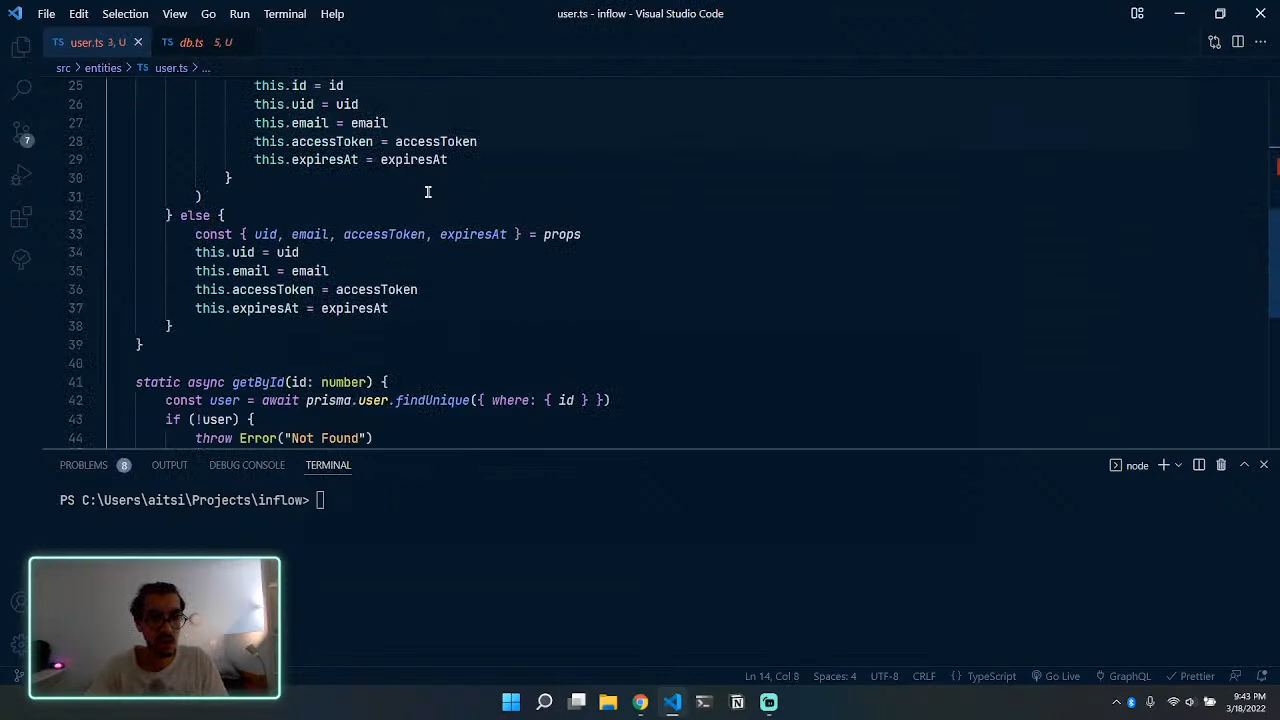 File Edit Selection View Go Run Terminal Help
user.ts - inflow - Visual Studio Code
TS user.ts 3, U
TS db.ts 5, U
src > entities > TS user.ts > ...
25 this.id = id
26 this.uid = uid
27 this.email = email
28 this.accessToken = accessToken
29 this.expiresAt = expiresAt
30 }
31 )
32 } else {
33 const { uid, email, accessToken, expiresAt } = props
34 this.uid = uid
35 this.email = email
36 this.accessToken = accessToken
37 this.expiresAt = expiresAt
38 }
39 }
40
41 static async getById(id: number) {
42 const user = await prisma.user.findUnique({ where: { id } })
43 if (!user) {
44 throw Error("Not Found")
7
PROBLEMS 8 OUTPUT DEBUG CONSOLE TERMINAL
node
PS C:\Users\aitsi\Projects\inflow>
Ln 14, Col 8 Spaces: 4 UTF-8 CRLF {} TypeScript Go Live GraphQL Prettier
9:43 PM
3/18/2022